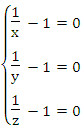 1/x − 1 = 0
1/y − 1 = 0
1/z − 1 = 0